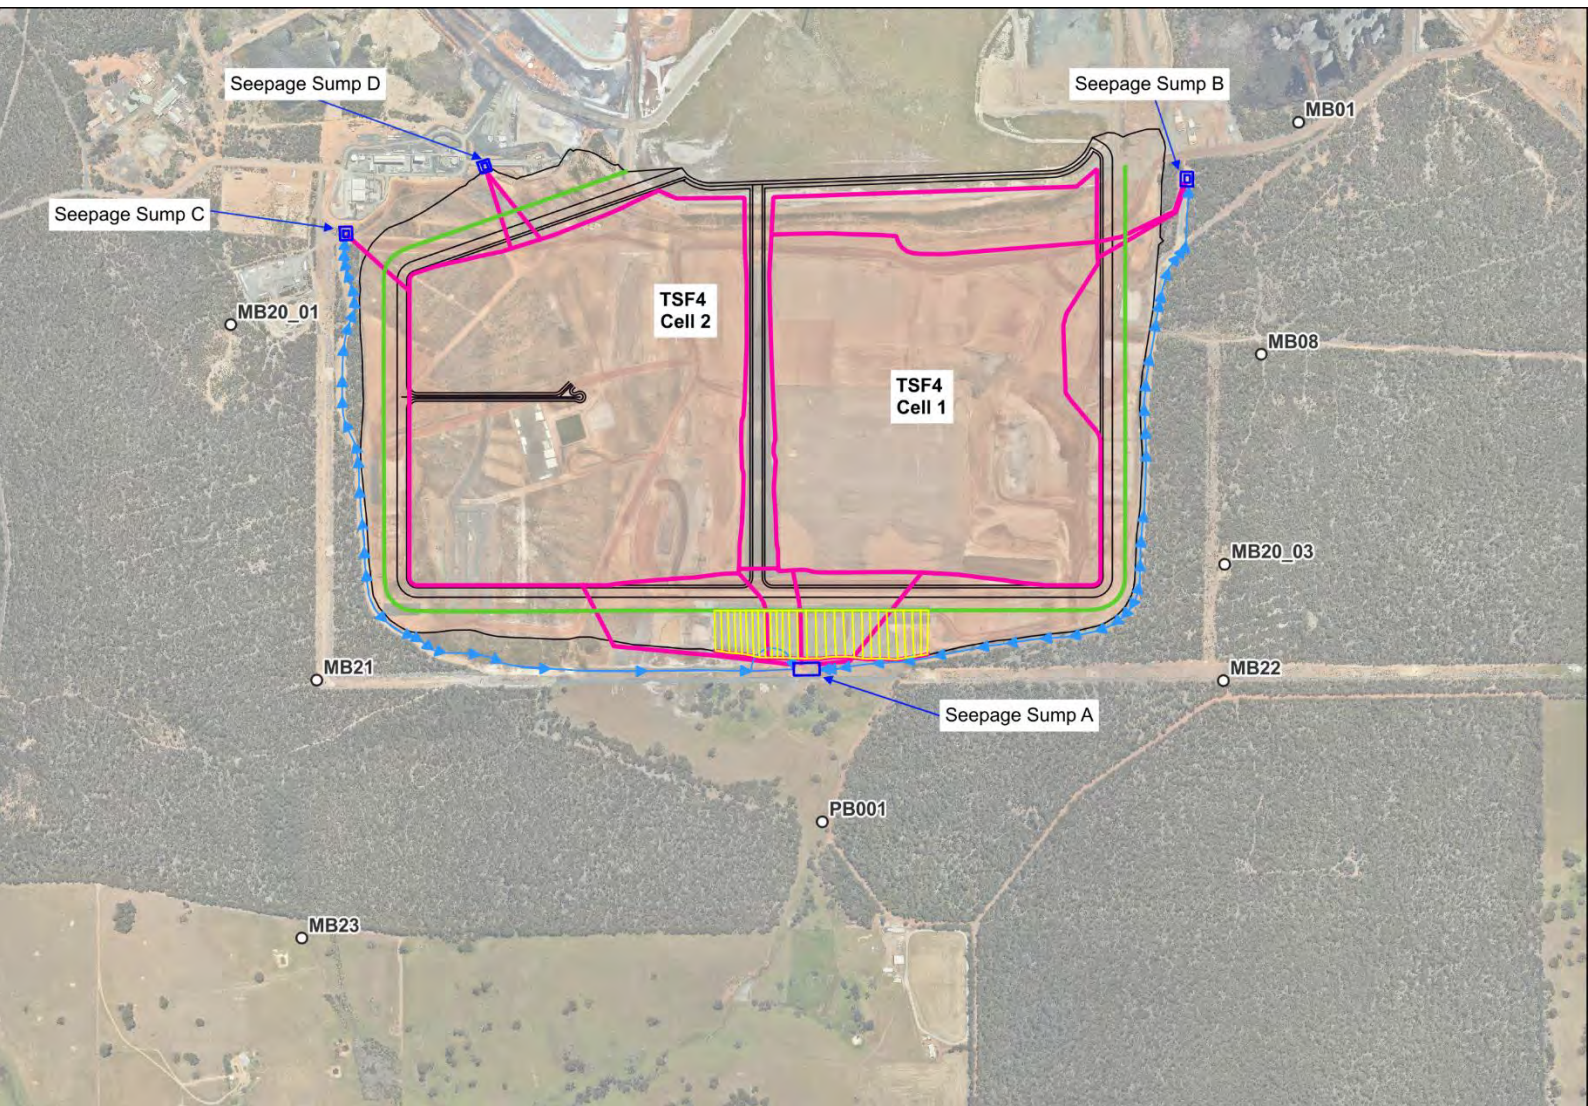 Seepage Sump D
Seepage Sump B
MB01
Seepage Sump C
MB20_01
TSF4
Cell 2
MB08
TSF4
Cell 1
MB20_03
MB21
MB22
Seepage Sump A
PB001
MB23